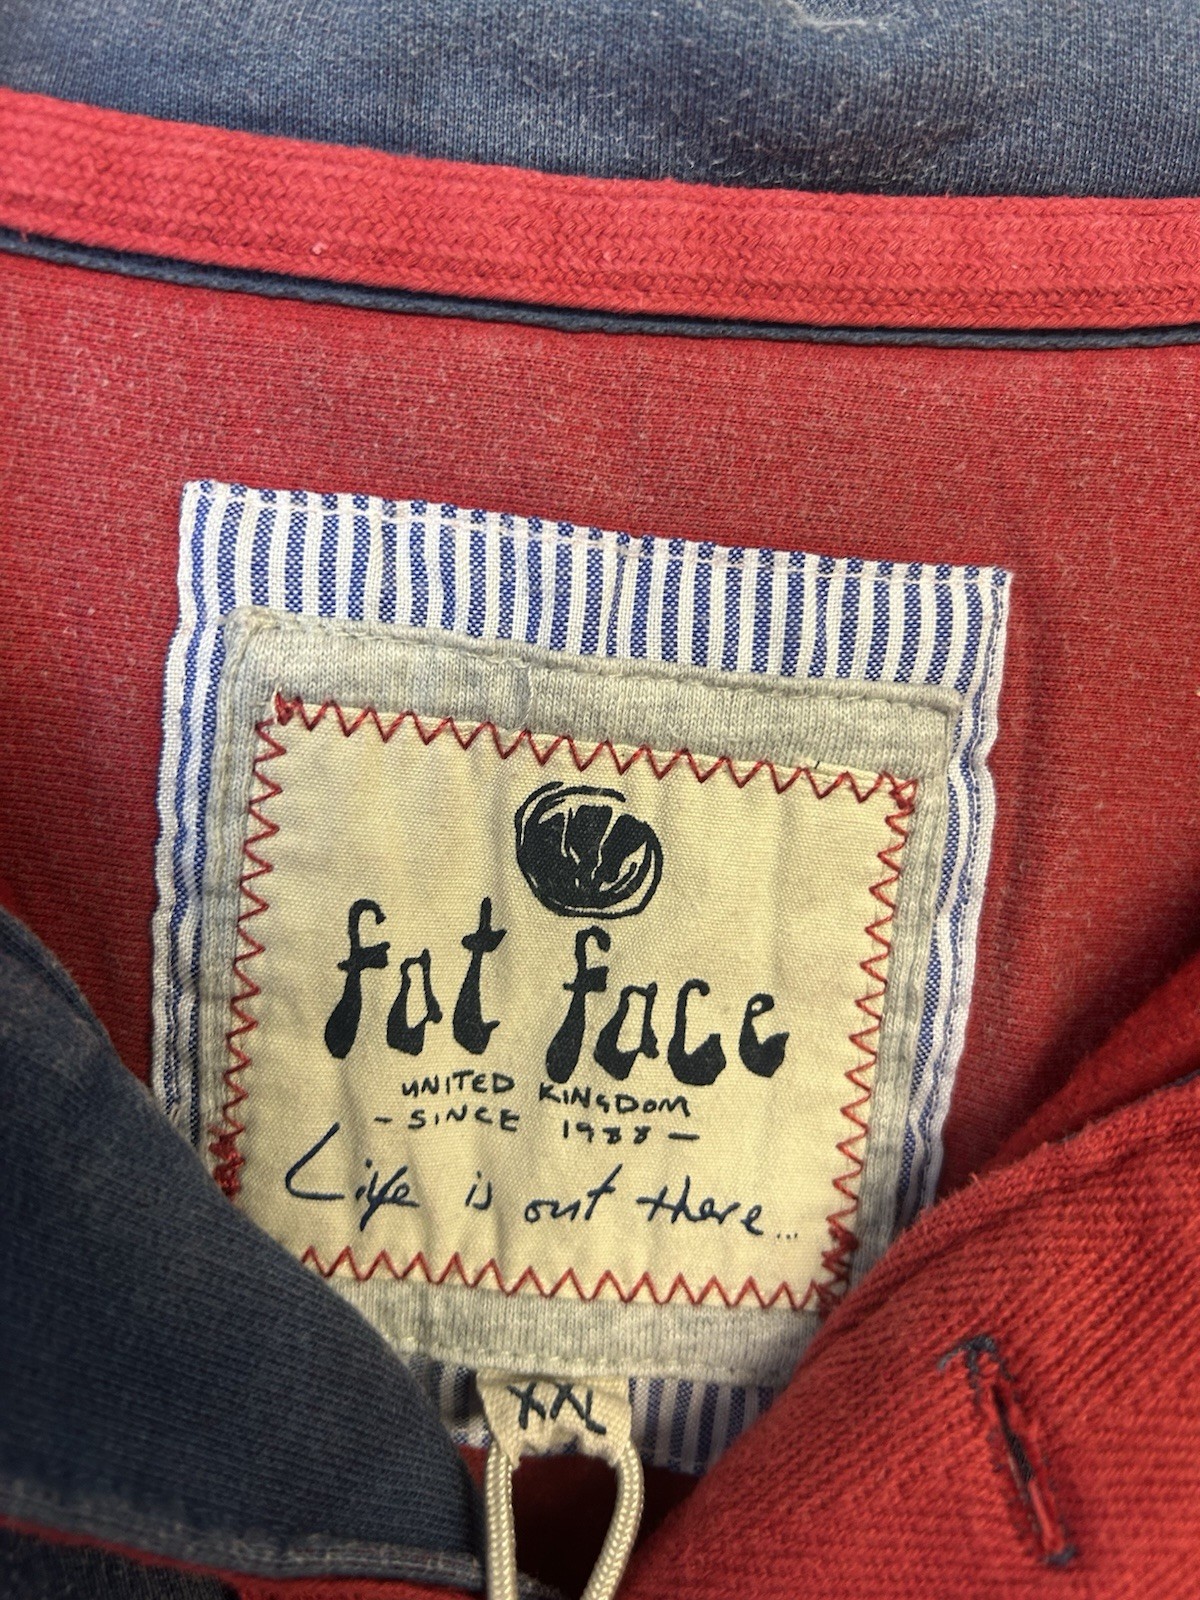 fat face
UNITED KINGDOM
- SINCE 1988 -
Life is out there...
XXL